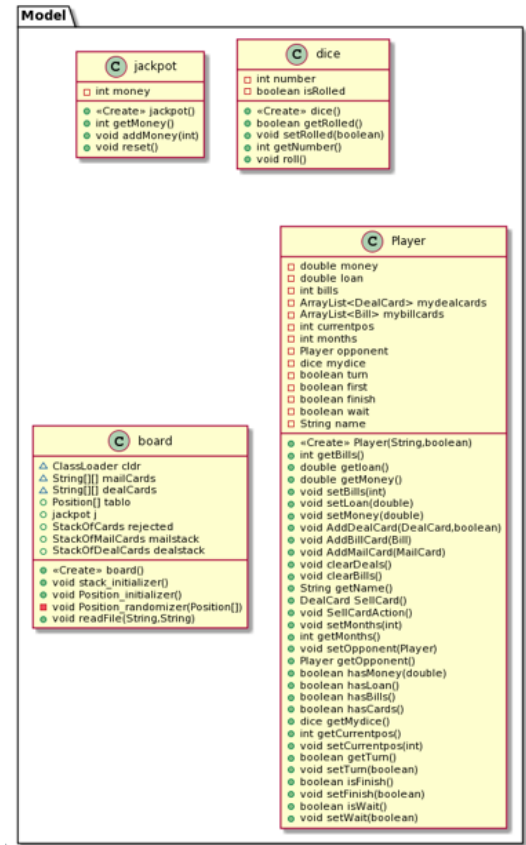 Model
C jackpot
int money
«Create» jackpot()
int getMoney()
void addMoney(int)
void reset()
C dice
int number
boolean isRolled
«Create» dice()
boolean getRolled()
void setRolled(boolean)
int getNumber()
void roll()
C Player
double money
double loan
int bills
ArrayList<DealCard> mydealcards
ArrayList<Bill> mybillcards
int currentpos
int months
Player opponent
dice mydice
boolean turn
boolean first
boolean finish
boolean wait
String name
«Create» Player(String,boolean)
int getBills()
double getloan()
double getMoney()
void setBills(int)
void setLoan(double)
void setMoney(double)
void AddDealCard(DealCard,boolean)
void AddBillCard(Bill)
void AddMailCard(MailCard)
void clearDeals()
void clearBills()
String getName()
DealCard SellCard()
void SellCardAction()
void setMonths(int)
int getMonths()
void setOpponent(Player)
Player getOpponent()
boolean hasMoney(double)
boolean hasLoan()
boolean hasBills()
boolean hasCards()
dice getMydice()
int getCurrentpos()
void setCurrentpos(int)
boolean getTurn()
void setTurn(boolean)
boolean isFinish()
void setFinish(boolean)
boolean isWait()
void setWait(boolean)
C board
ClassLoader cldr
String[][] mailCards
String[][] dealCards
Position[] tablo
jackpot j
StackOfCards rejected
StackOfMailCards mailstack
StackOfDealCards dealstack
«Create» board()
void stack_initializer()
void Position_initializer()
void Position_randomizer(Position[])
void readFile(String,String)